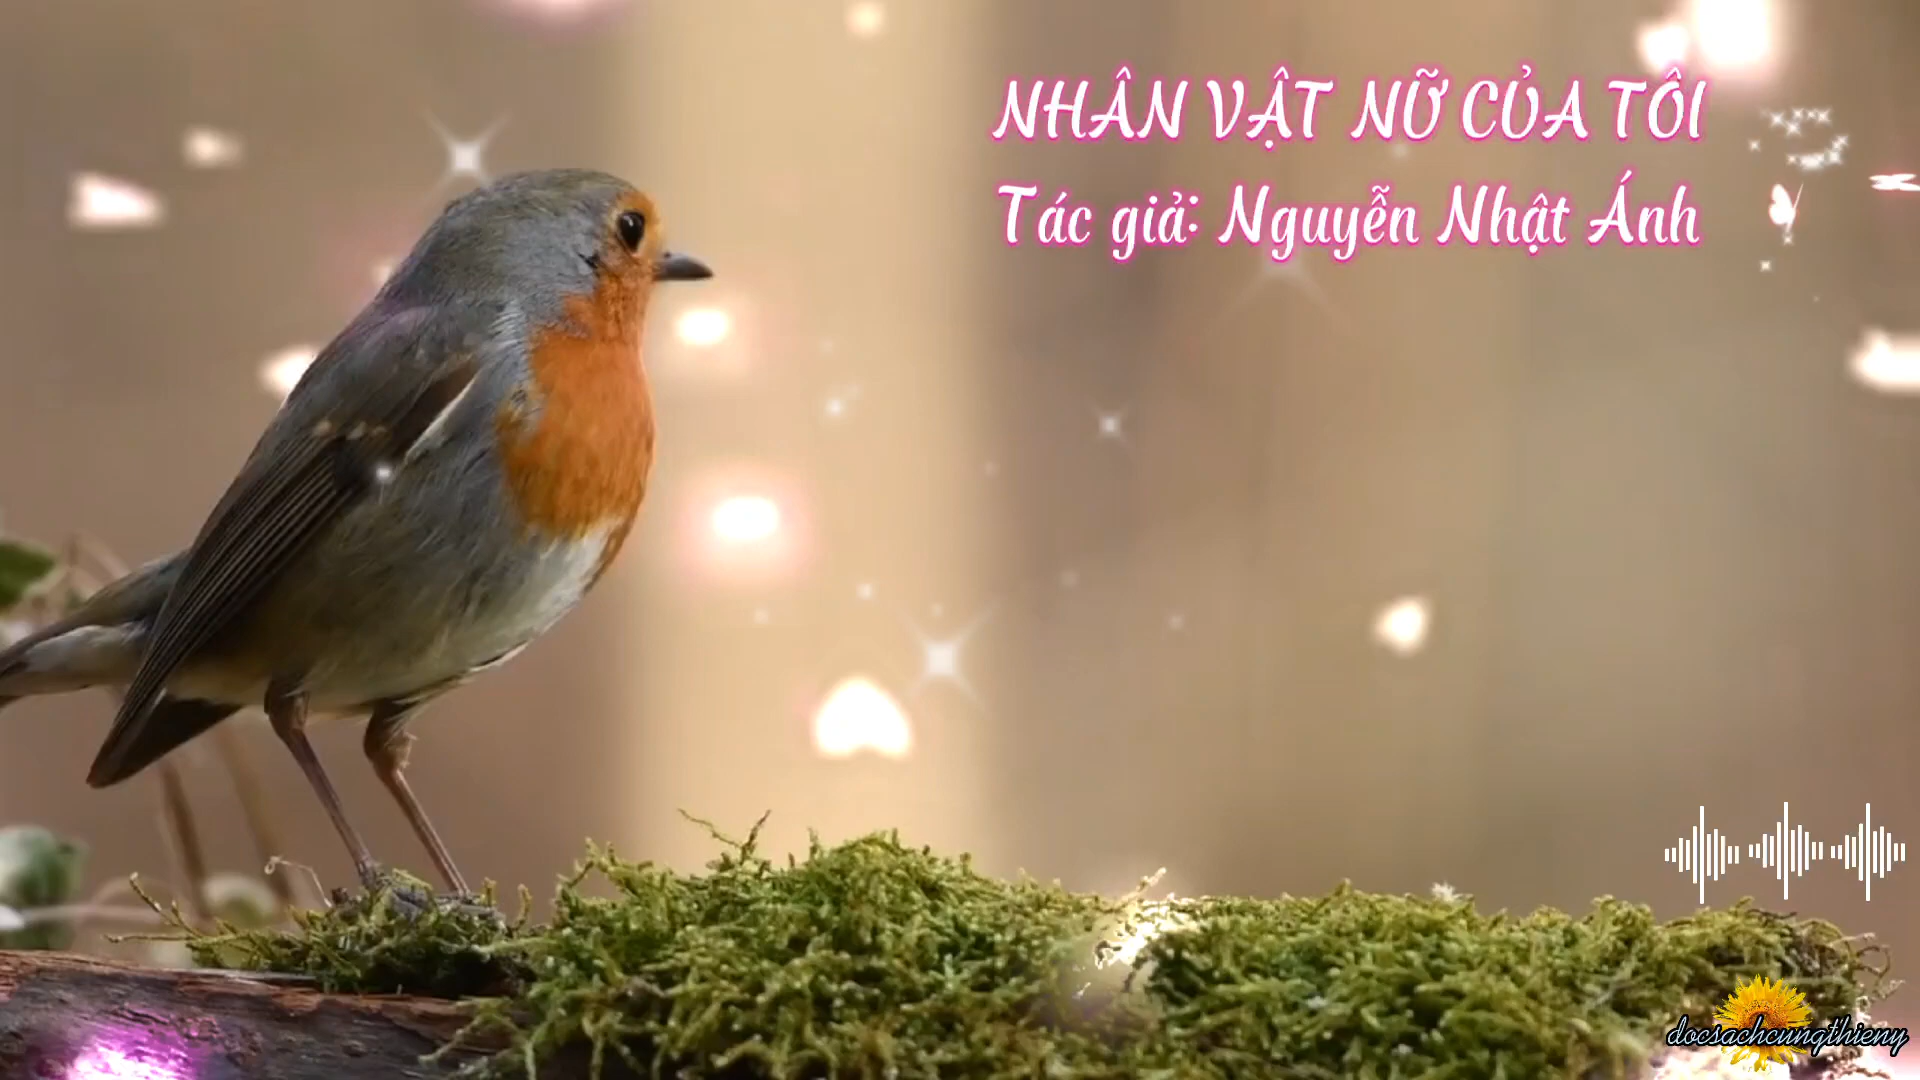 NHÂN VẬT NỮ CỦA TÔI
Tác giả: Nguyễn Nhật Ánh
docsachcungthieny